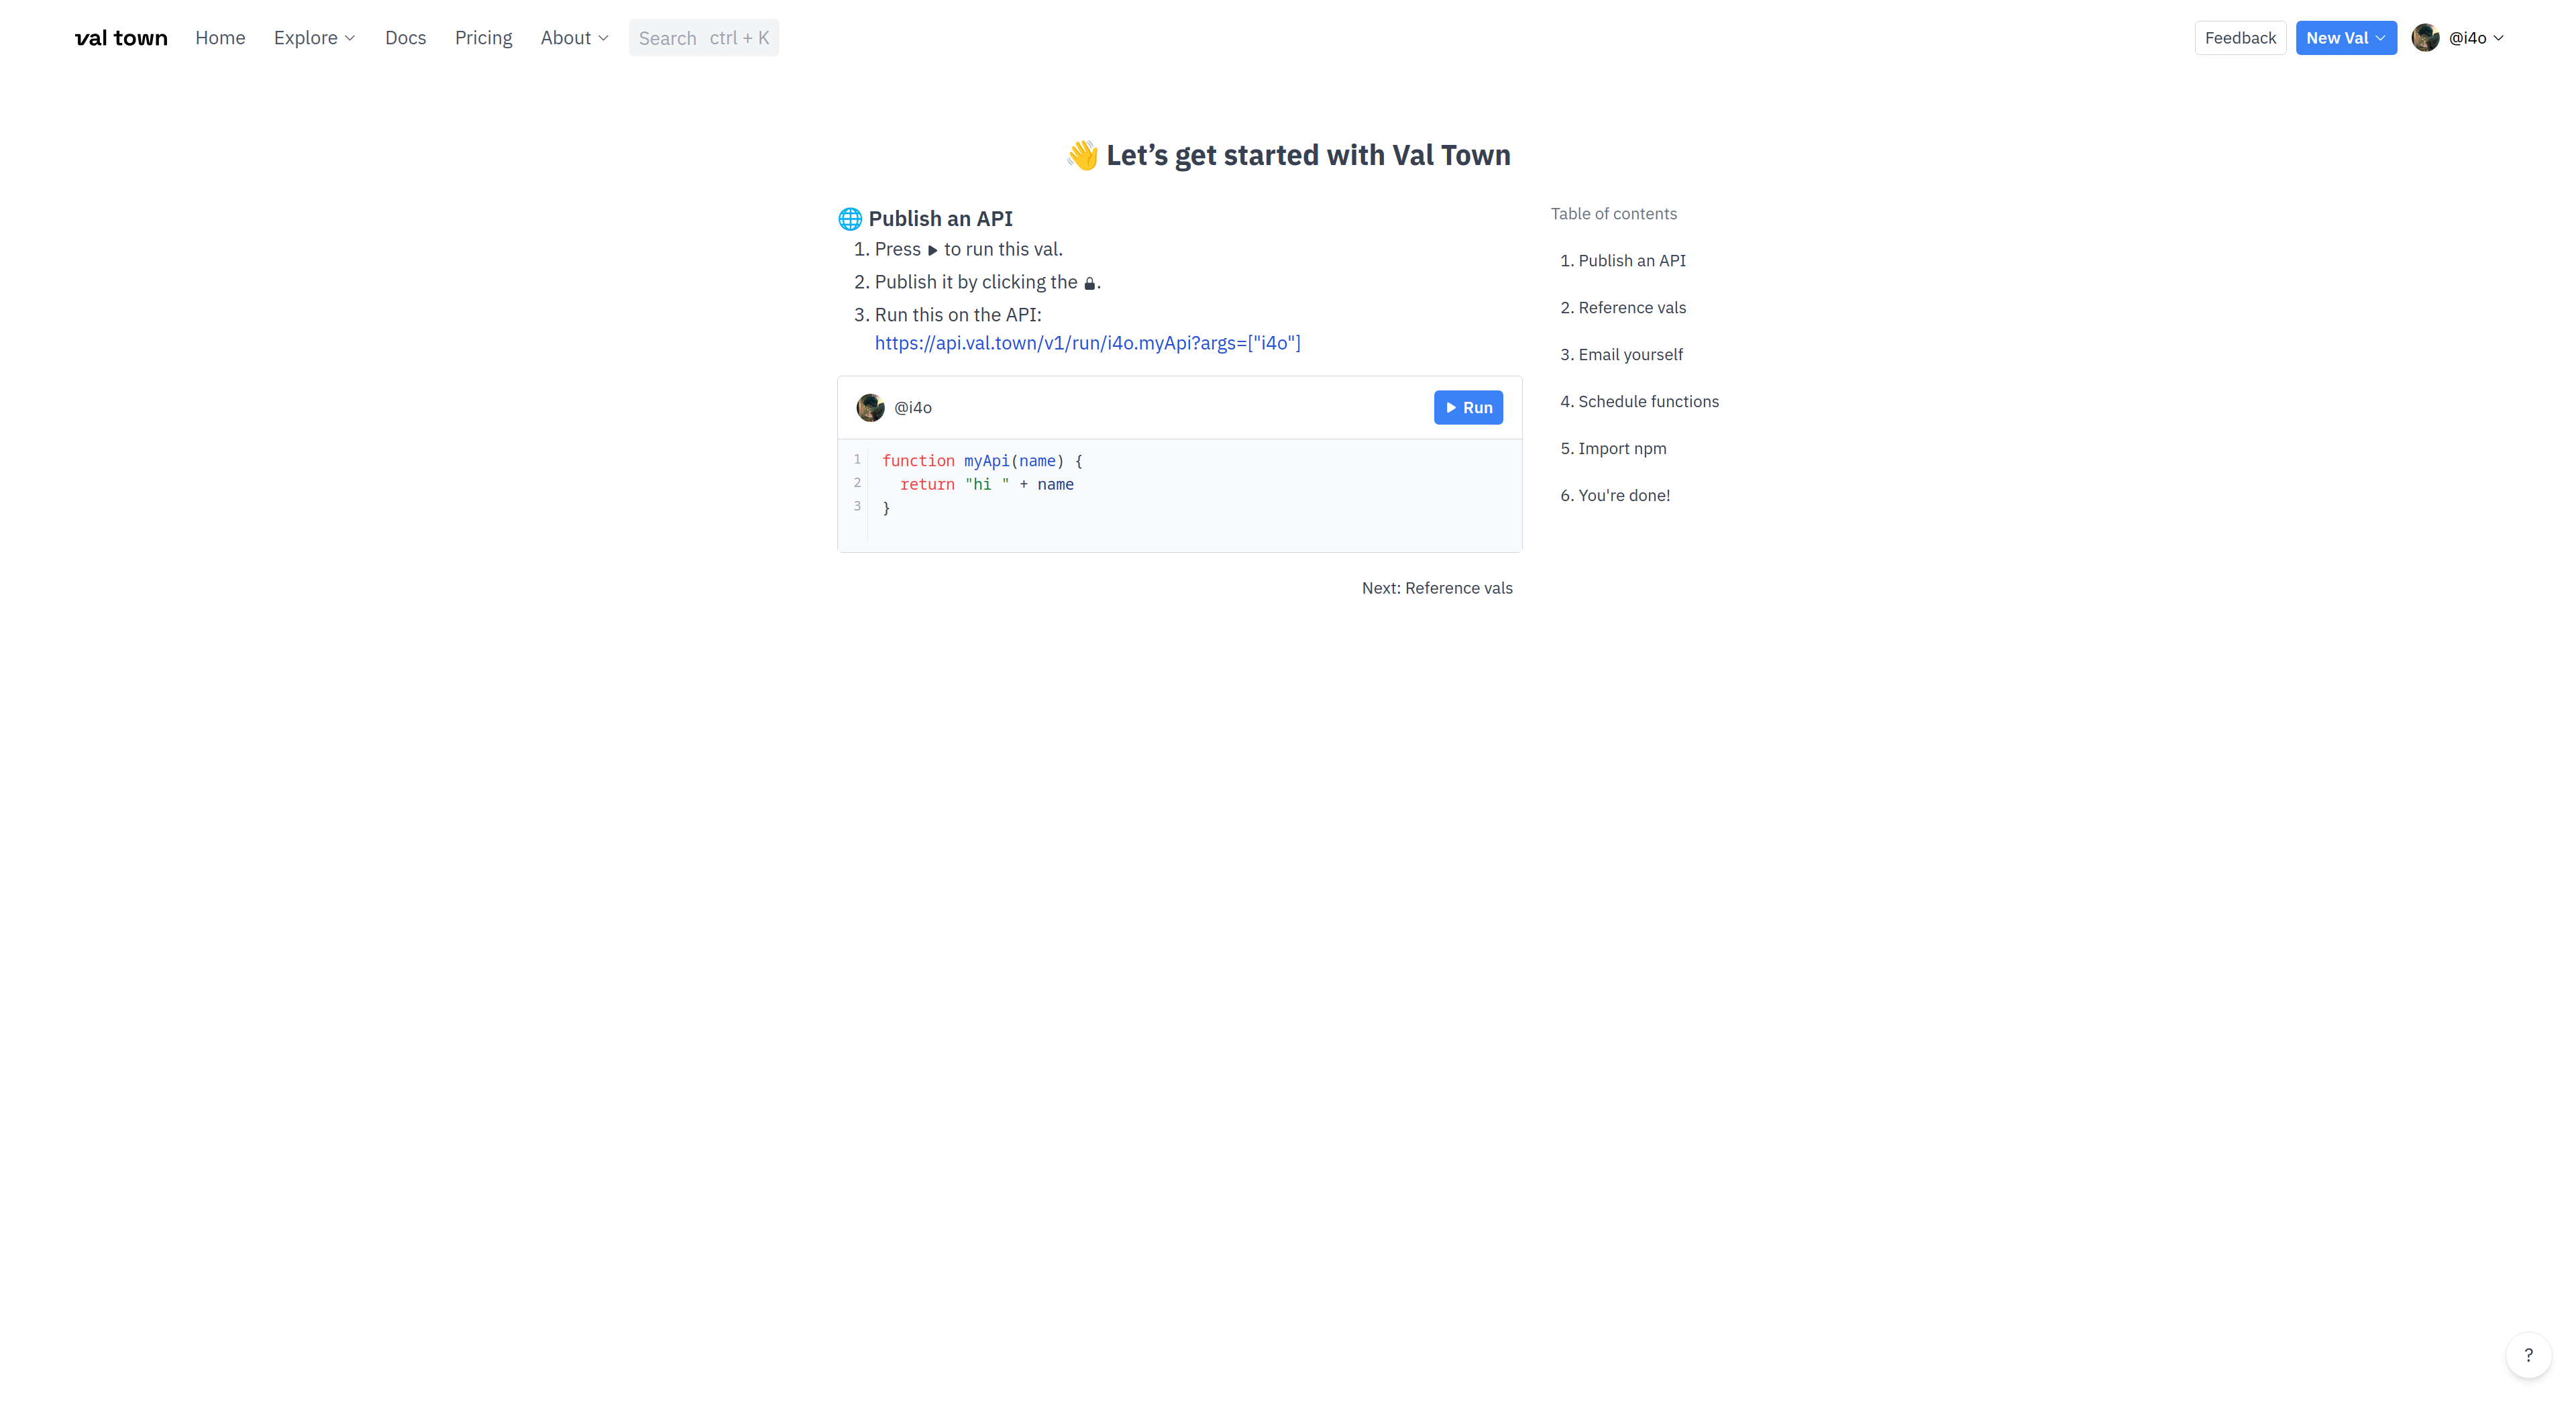 val town Home Explore Docs Pricing About Search ctrl + K Feedback New Val @i4o
👋 Let’s get started with Val Town
🌐 Publish an API
1. Press ▶ to run this val.
2. Publish it by clicking the 🔒.
3. Run this on the API:
https://api.val.town/v1/run/i4o.myApi?args=["i4o"]
@i4o Run
1 function myApi(name) {
2   return "hi " + name
3 }
Next: Reference vals
Table of contents
1. Publish an API
2. Reference vals
3. Email yourself
4. Schedule functions
5. Import npm
6. You're done!
?